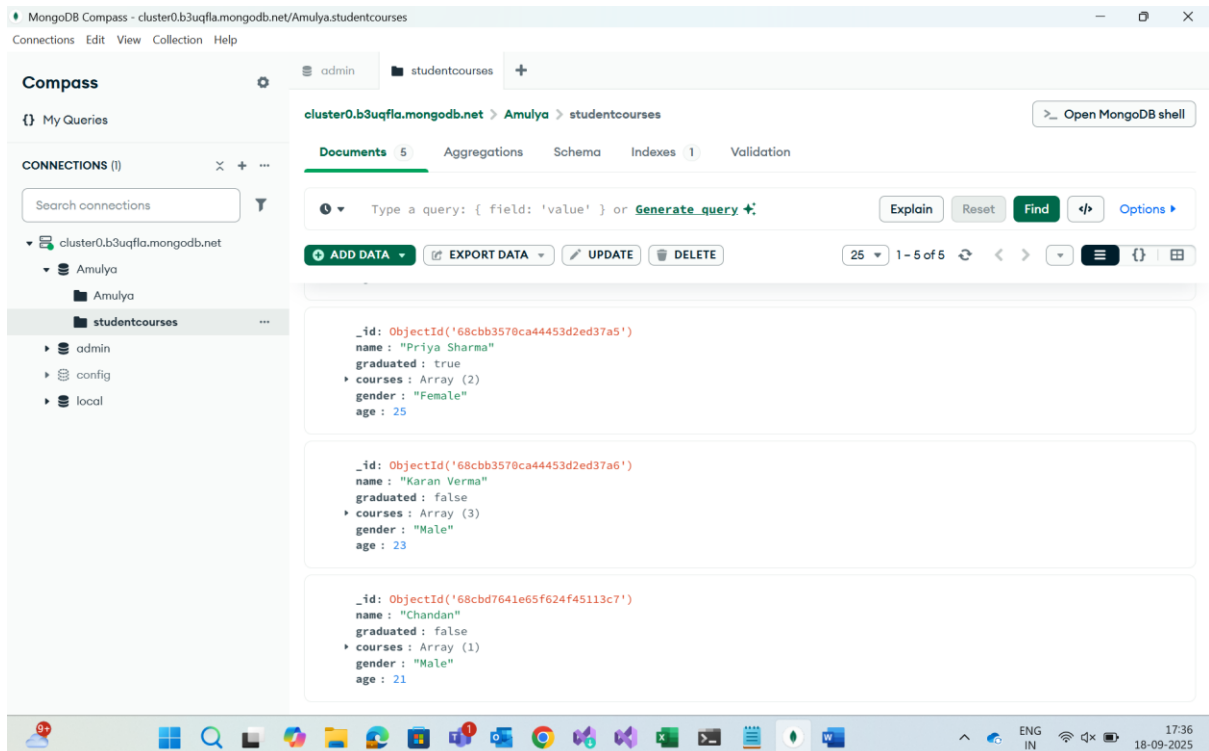 MongoDB Compass - cluster0.b3uqfla.mongodb.net/Amulya.studentcourses
Connections Edit View Collection Help
Compass
{} My Queries
CONNECTIONS (1)
Search connections
cluster0.b3uqfla.mongodb.net
Amulya
Amulya
studentcourses
admin
config
local
admin
studentcourses
cluster0.b3uqfla.mongodb.net > Amulya > studentcourses
>_ Open MongoDB shell
Documents 5 Aggregations Schema Indexes 1 Validation
Type a query: { field: 'value' } or Generate query
Explain Reset Find </> Options
ADD DATA EXPORT DATA UPDATE DELETE
25 1 – 5 of 5 {}
_id: ObjectId('68cbb3570ca44453d2ed37a5')
name : "Priya Sharma"
graduated : true
courses : Array (2)
gender : "Female"
age : 25
_id: ObjectId('68cbb3570ca44453d2ed37a6')
name : "Karan Verma"
graduated : false
courses : Array (3)
gender : "Male"
age : 23
_id: ObjectId('68cbd7641e65f624f45113c7')
name : "Chandan"
graduated : false
courses : Array (1)
gender : "Male"
age : 21
9+
1
ENG
IN
17:36
18-09-2025